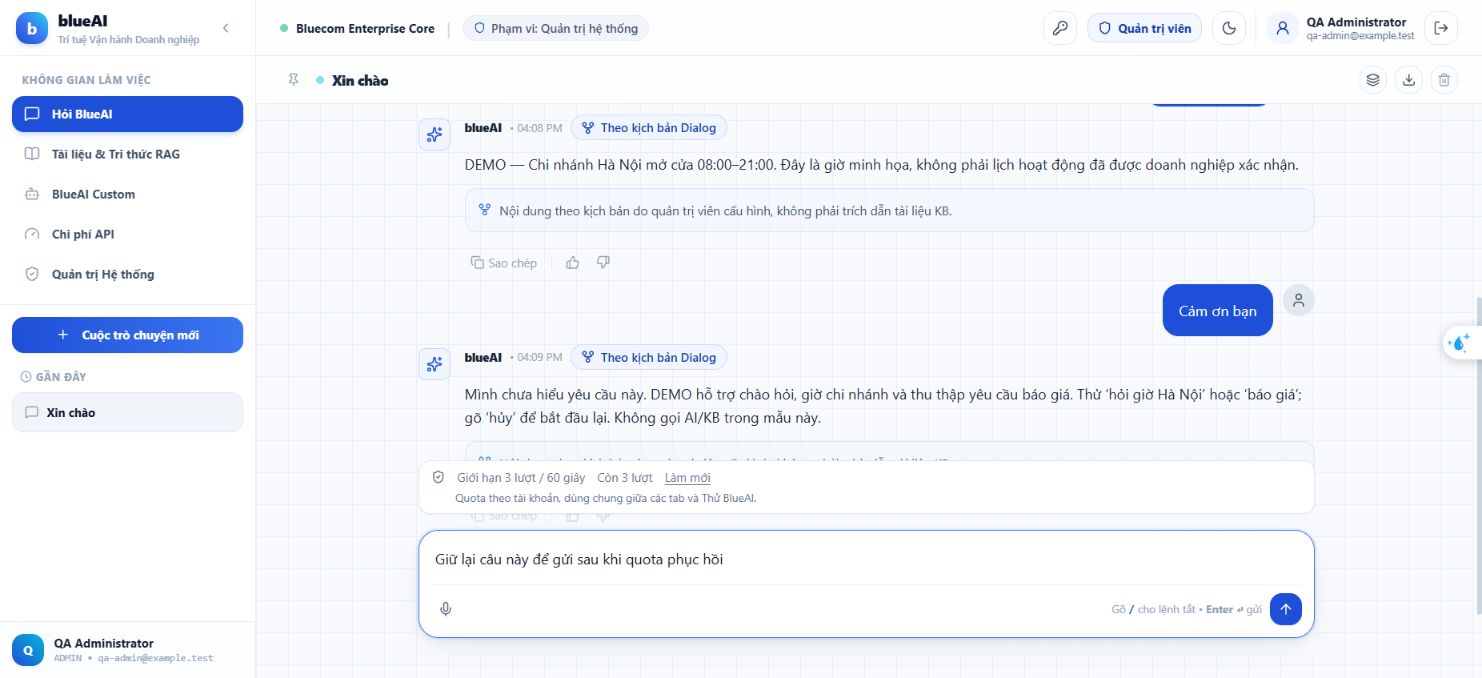 b
blueAI
Trí tuệ Vận hành Doanh nghiệp
KHÔNG GIAN LÀM VIỆC
Hỏi BlueAI
Tài liệu & Tri thức RAG
BlueAI Custom
Chi phí API
Quản trị Hệ thống
+ Cuộc trò chuyện mới
GẦN ĐÂY
Xin chào
Q
QA Administrator
ADMIN • qa-admin@example.test
Bluecom Enterprise Core
Phạm vi: Quản trị hệ thống
Quản trị viên
QA Administrator
qa-admin@example.test
Xin chào
blueAI • 04:08 PM Theo kịch bản Dialog
DEMO — Chi nhánh Hà Nội mở cửa 08:00–21:00. Đây là giờ minh họa, không phải lịch hoạt động đã được doanh nghiệp xác nhận.
Nội dung theo kịch bản do quản trị viên cấu hình, không phải trích dẫn tài liệu KB.
Sao chép
Cảm ơn bạn
blueAI • 04:09 PM Theo kịch bản Dialog
Mình chưa hiểu yêu cầu này. DEMO hỗ trợ chào hỏi, giờ chi nhánh và thu thập yêu cầu báo giá. Thử ‘hỏi giờ Hà Nội’ hoặc ‘báo giá’;
gõ ‘hủy’ để bắt đầu lại. Không gọi AI/KB trong mẫu này.
Giới hạn 3 lượt / 60 giây Còn 3 lượt Làm mới
Quota theo tài khoản, dùng chung giữa các tab và Thử BlueAI.
Sao chép
Giữ lại câu này để gửi sau khi quota phục hồi
Gõ / cho lệnh tắt • Enter ↵ gửi